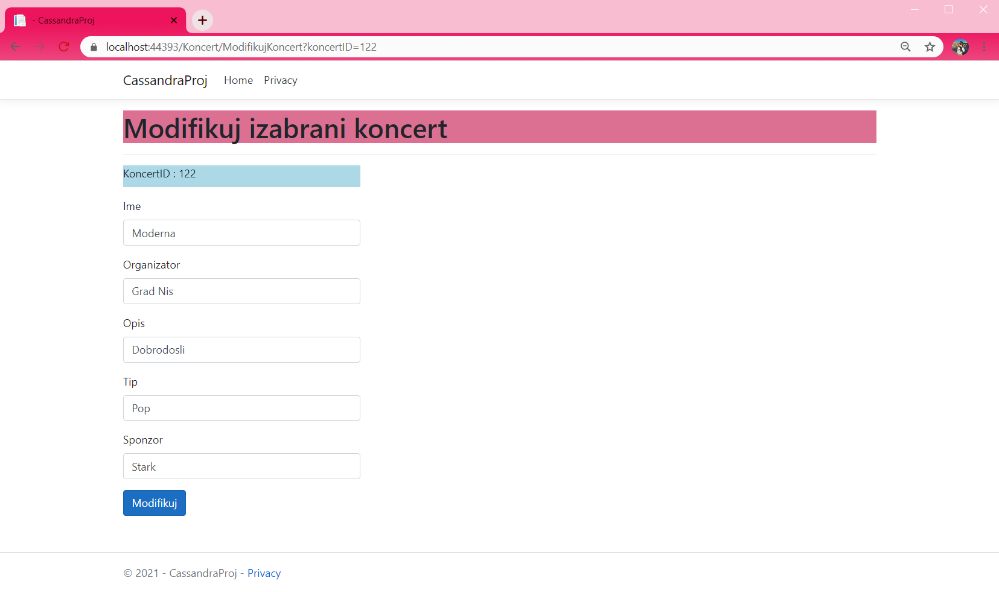 - CassandraProj
localhost:44393/Koncert/ModifikujKoncert?koncertID=122
CassandraProj Home Privacy
Modifikuj izabrani koncert
KoncertID : 122
Ime
Moderna
Organizator
Grad Nis
Opis
Dobrodosli
Tip
Pop
Sponzor
Stark
Modifikuj
© 2021 - CassandraProj - Privacy